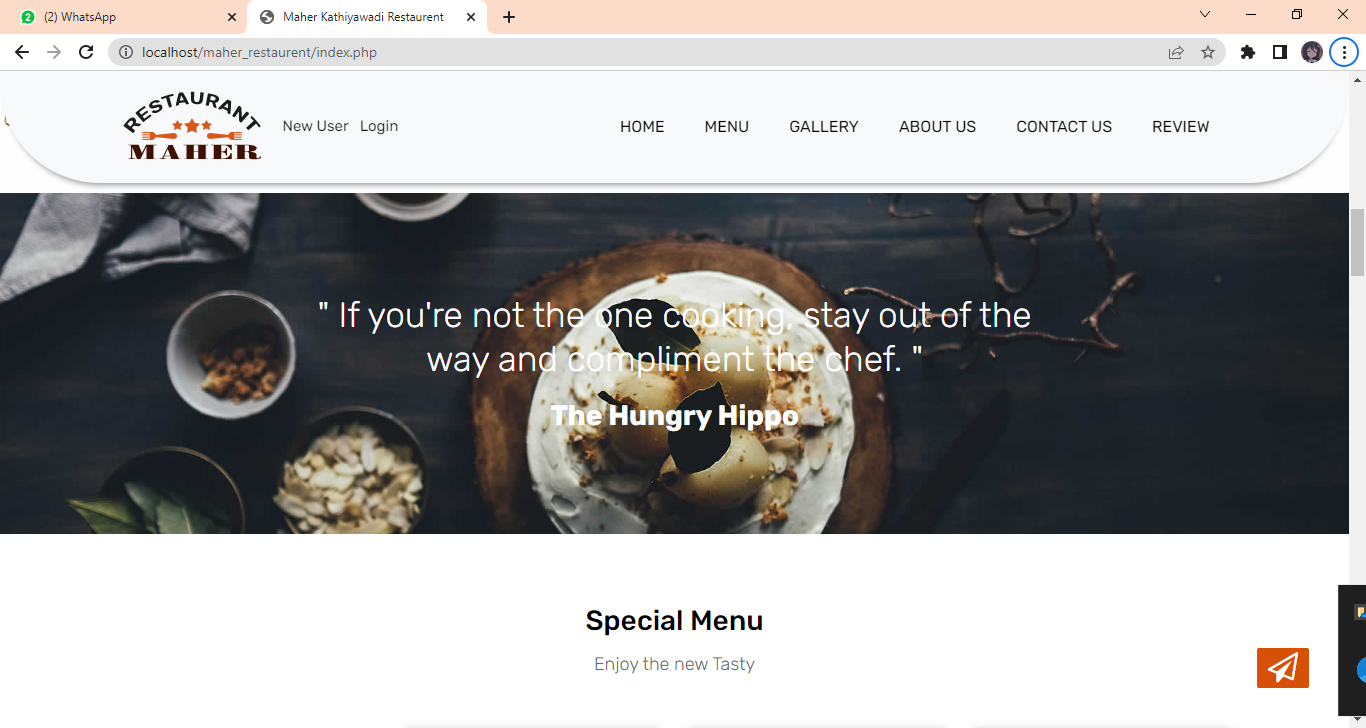 2
(2) WhatsApp
Maher Kathiyawadi Restaurent
localhost/maher_restaurent/index.php
RESTAURANT
MAHER
New User Login
HOME MENU GALLERY ABOUT US CONTACT US REVIEW
" If you're not the one cooking, stay out of the
way and compliment the chef. "
The Hungry Hippo
Special Menu
Enjoy the new Tasty